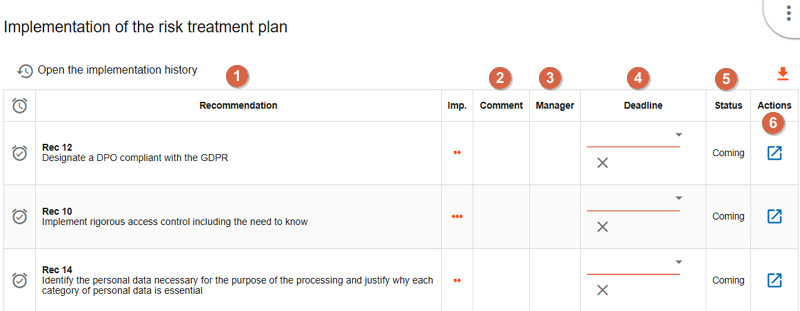 Implementation of the risk treatment plan
Open the implementation history
1
2
3
4
5
Recommendation
Imp.
Comment
Manager
Deadline
Status
Actions
6
Rec 12
Designate a DPO compliant with the GDPR
••
Coming
Rec 10
Implement rigorous access control including the need to know
•••
Coming
Rec 14
Identify the personal data necessary for the purpose of the processing and justify why each
category of personal data is essential
••
Coming